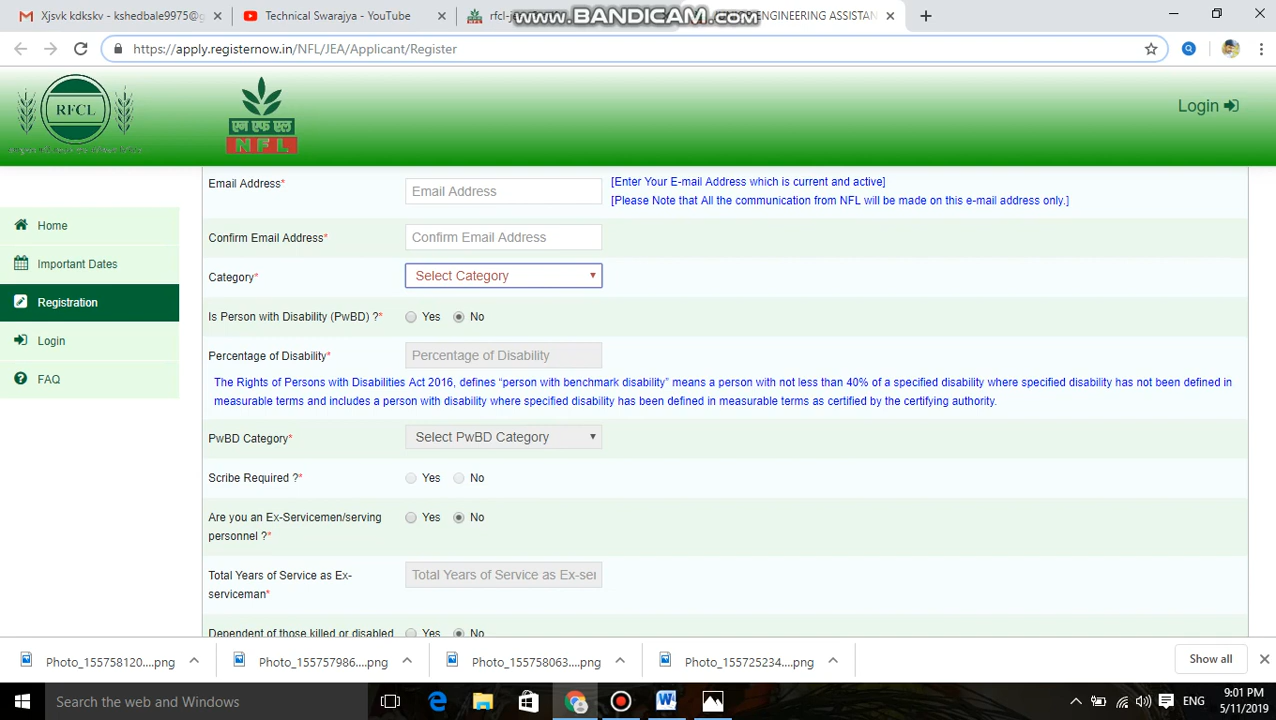 Xjsvk kdkskv - kshedbale9975@g
Technical Swarajya - YouTube
rfcl-je
www.BANDICAM.com
ENGINEERING ASSISTAN
https://apply.registernow.in/NFL/JEA/Applicant/Register
RFCL
एन एफ एल
NFL
Login
Home
Important Dates
Registration
Login
FAQ
Email Address*
Email Address
[Enter Your E-mail Address which is current and active]
[Please Note that All the communication from NFL will be made on this e-mail address only.]
Confirm Email Address*
Confirm Email Address
Category*
Select Category
Is Person with Disability (PwBD) ?*
Yes No
Percentage of Disability*
Percentage of Disability
The Rights of Persons with Disabilities Act 2016, defines “person with benchmark disability” means a person with not less than 40% of a specified disability where specified disability has not been defined in
measurable terms and includes a person with disability where specified disability has been defined in measurable terms as certified by the certifying authority.
PwBD Category*
Select PwBD Category
Scribe Required ?*
Yes No
Are you an Ex-Servicemen/serving
personnel ?*
Yes No
Total Years of Service as Ex-
serviceman*
Total Years of Service as Ex-ser
Dependent of those killed or disabled
Yes No
Photo_155758120....png
Photo_155757986....png
Photo_155758063....png
Photo_155725234....png
Show all
Search the web and Windows
ENG
9:01 PM
5/11/2019